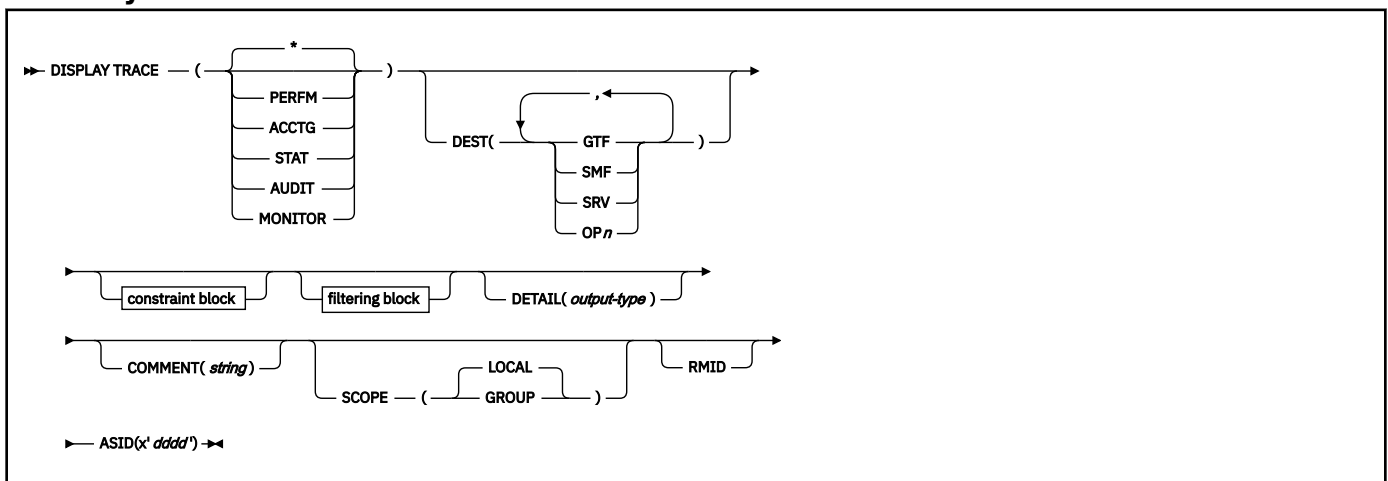 *
DISPLAY TRACE ( )
PERFM
ACCTG
STAT
AUDIT
MONITOR
,
DEST( GTF )
SMF
SRV
OPn
constraint block filtering block DETAIL( output-type )
COMMENT( string)
SCOPE ( LOCAL )
GROUP
RMID
ASID(x' dddd')